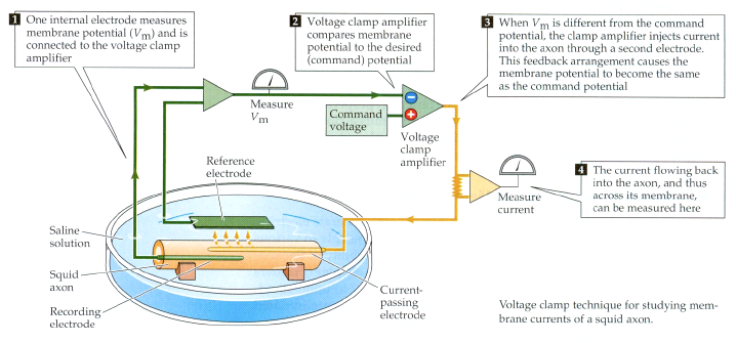 1 One internal electrode measures
membrane potential (Vm) and is
connected to the voltage clamp
amplifier
2 Voltage clamp amplifier
compares membrane
potential to the desired
(command) potential
3 When Vm is different from the command
potential, the clamp amplifier injects current
into the axon through a second electrode.
This feedback arrangement causes the
membrane potential to become the same
as the command potential
Measure
Vm
Command
voltage
−
+
Voltage
clamp
amplifier
Reference
electrode
Measure
current
4 The current flowing back
into the axon, and thus
across its membrane,
can be measured here
Saline
solution
Squid
axon
Recording
electrode
Current-
passing
electrode
Voltage clamp technique for studying mem-
brane currents of a squid axon.